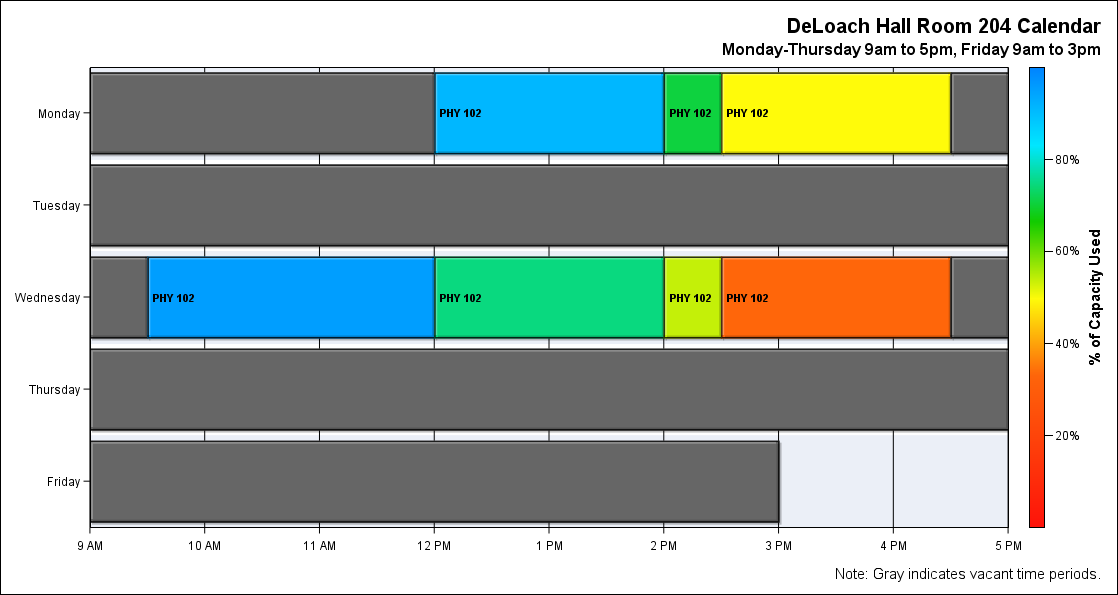 DeLoach Hall Room 204 Calendar
Monday-Thursday 9am to 5pm, Friday 9am to 3pm
Monday
PHY 102
PHY 102
PHY 102
Tuesday
Wednesday
PHY 102
PHY 102
PHY 102
PHY 102
Thursday
Friday
9 AM
10 AM
11 AM
12 PM
1 PM
2 PM
3 PM
4 PM
5 PM
80%
60%
40%
20%
% of Capacity Used
Note: Gray indicates vacant time periods.